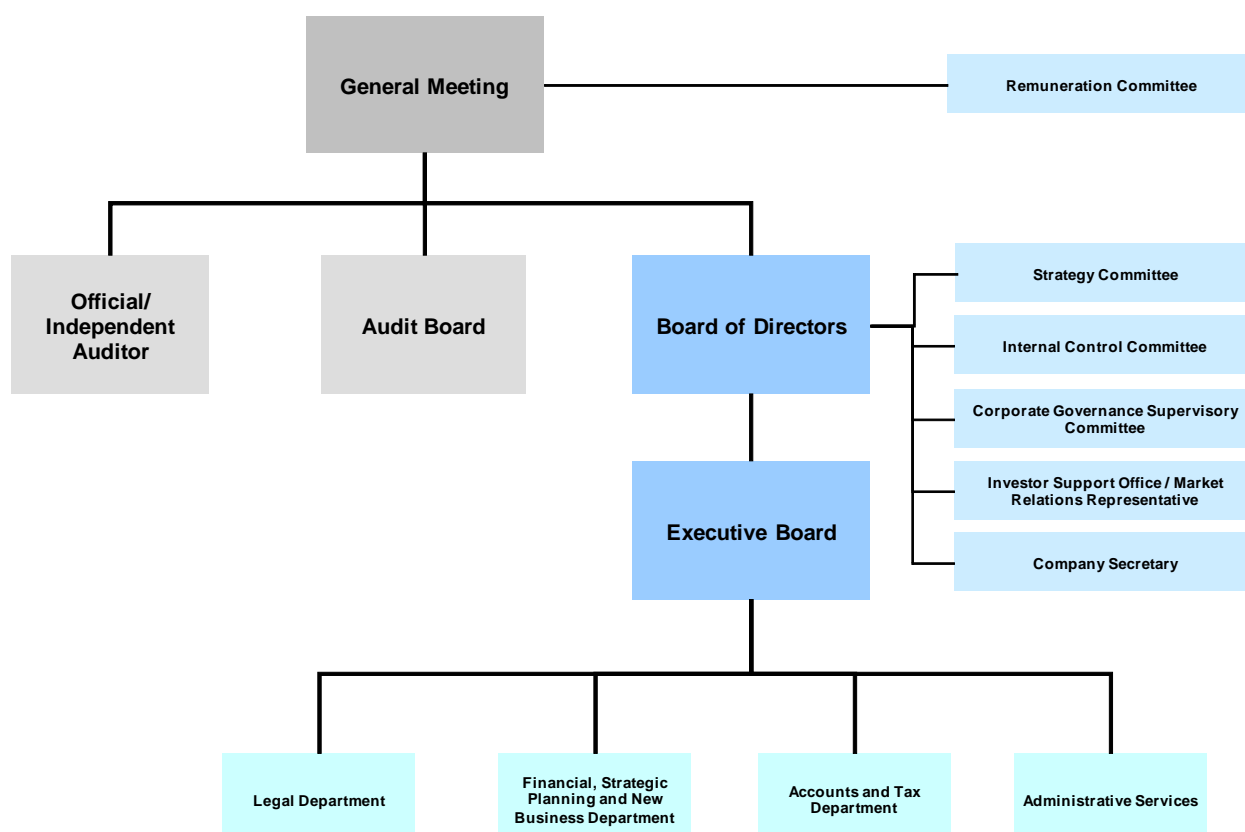 General Meeting
Remuneration Committee
Official/
Independent
Auditor
Audit Board
Board of Directors
Strategy Committee
Internal Control Committee
Corporate Governance Supervisory
Committee
Investor Support Office / Market
Relations Representative
Company Secretary
Executive Board
Legal Department
Financial, Strategic
Planning and New
Business Department
Accounts and Tax
Department
Administrative Services